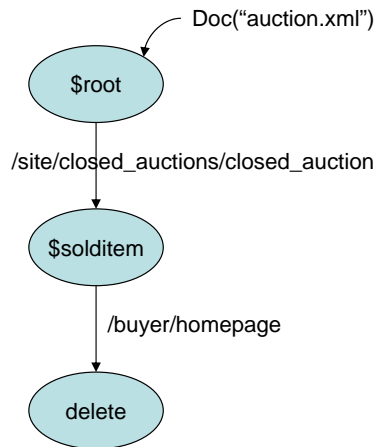 Doc(“auction.xml”)
$root
/site/closed_auctions/closed_auction
$solditem
/buyer/homepage
delete